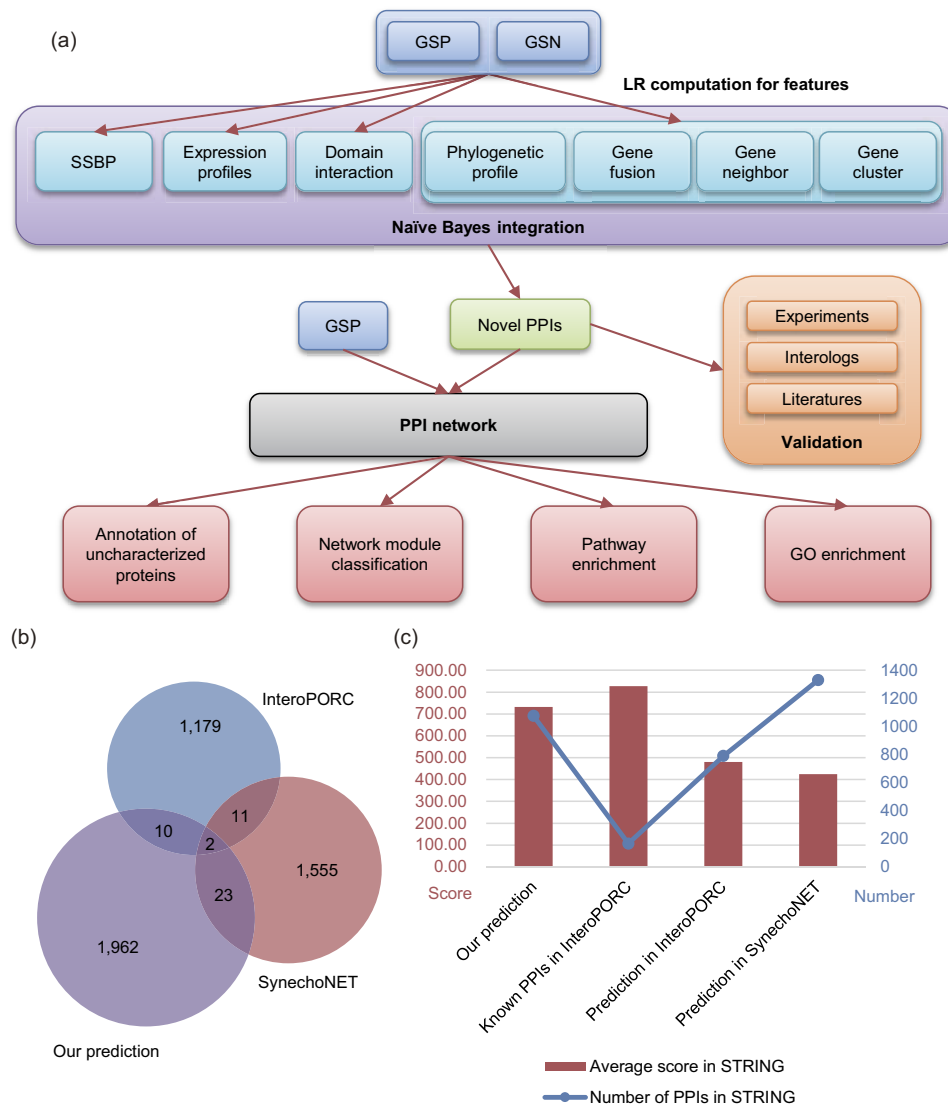 (a)
GSP
GSN
LR computation for features
SSBP
Expression
profiles
Domain
interaction
Phylogenetic
profile
Gene
fusion
Gene
neighbor
Gene
cluster
Naïve Bayes integration
GSP
Novel PPIs
Experiments
Interologs
Literatures
Validation
PPI network
Annotation of
uncharacterized
proteins
Network module
classification
Pathway
enrichment
GO enrichment
(b)
InteroPORC
1,179
10
11
2
23
1,555
1,962
SynechoNET
Our prediction
(c)
900.00
800.00
700.00
600.00
500.00
400.00
300.00
200.00
100.00
0.00
Score
1400
1200
1000
800
600
400
200
0
Number
Our prediction
Known PPIs in InteroPORC
Prediction in InteroPORC
Prediction in SynechoNET
Average score in STRING
Number of PPIs in STRING